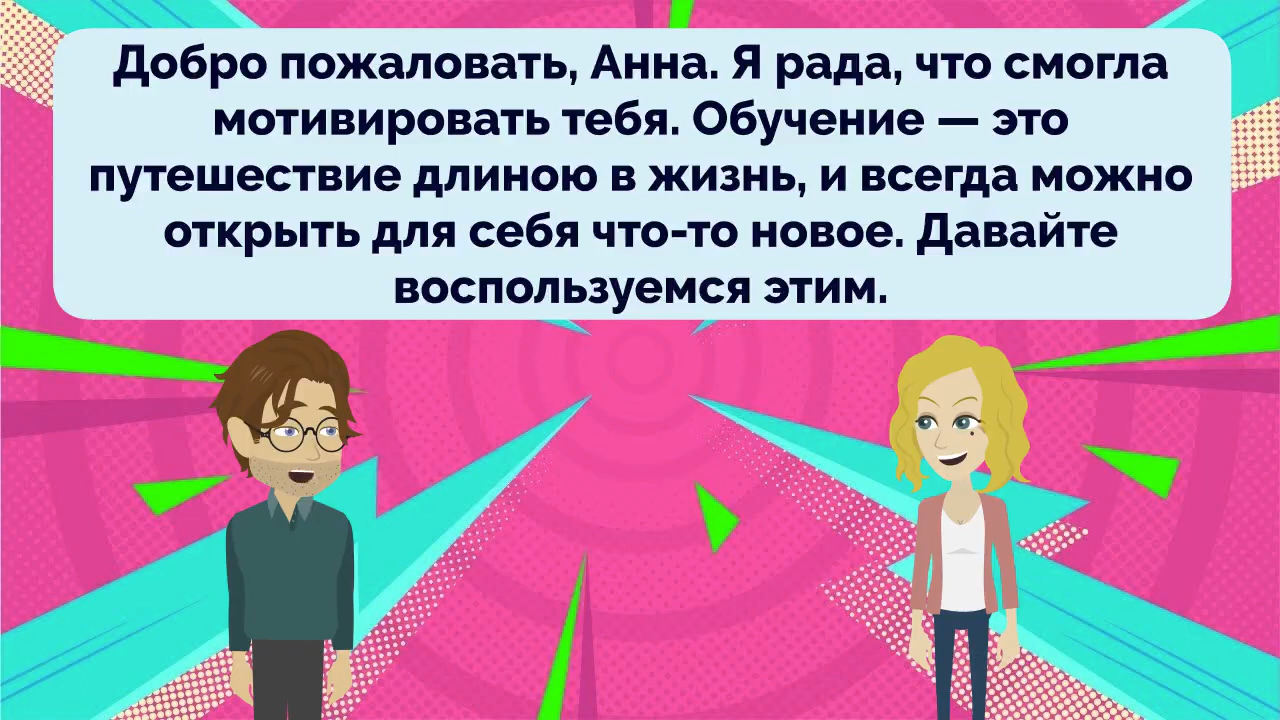 Добро пожаловать, Анна. Я рада, что смогла
мотивировать тебя. Обучение — это
путешествие длиною в жизнь, и всегда можно
открыть для себя что-то новое. Давайте
воспользуемся этим.